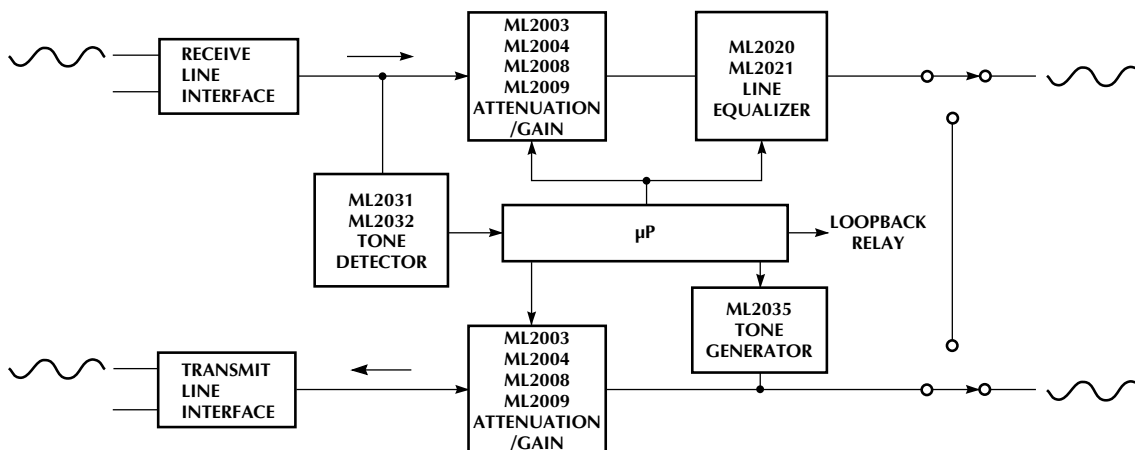 RECEIVE
LINE
INTERFACE
ML2003
ML2004
ML2008
ML2009
ATTENUATION
/GAIN
ML2020
ML2021
LINE
EQUALIZER
ML2031
ML2032
TONE
DETECTOR
µP
LOOPBACK
RELAY
ML2035
TONE
GENERATOR
TRANSMIT
LINE
INTERFACE
ML2003
ML2004
ML2008
ML2009
ATTENUATION
/GAIN